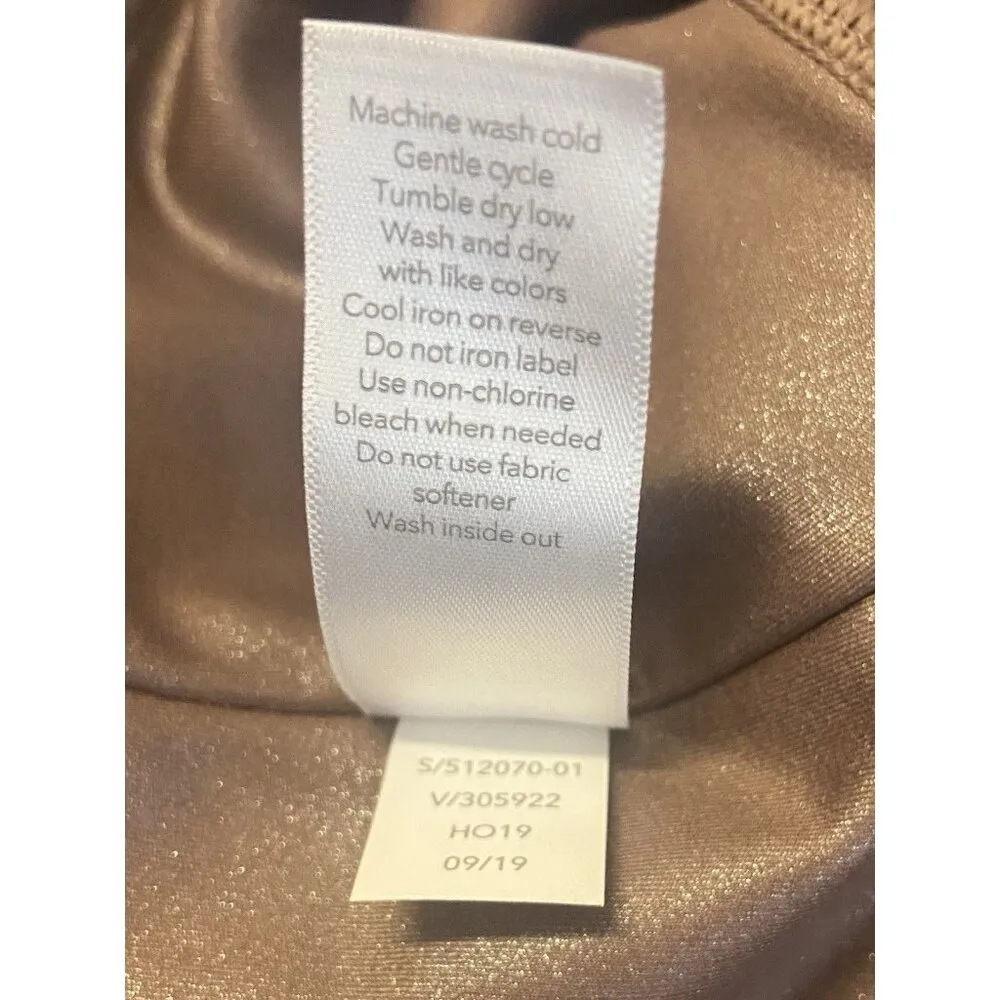 Machine wash cold
Gentle cycle
Tumble dry low
Wash and dry
with like colors
Cool iron on reverse
Do not iron label
Use non-chlorine
bleach when needed
Do not use fabric
softener
Wash inside out
S/512070-01
V/305922
HO19
09/19